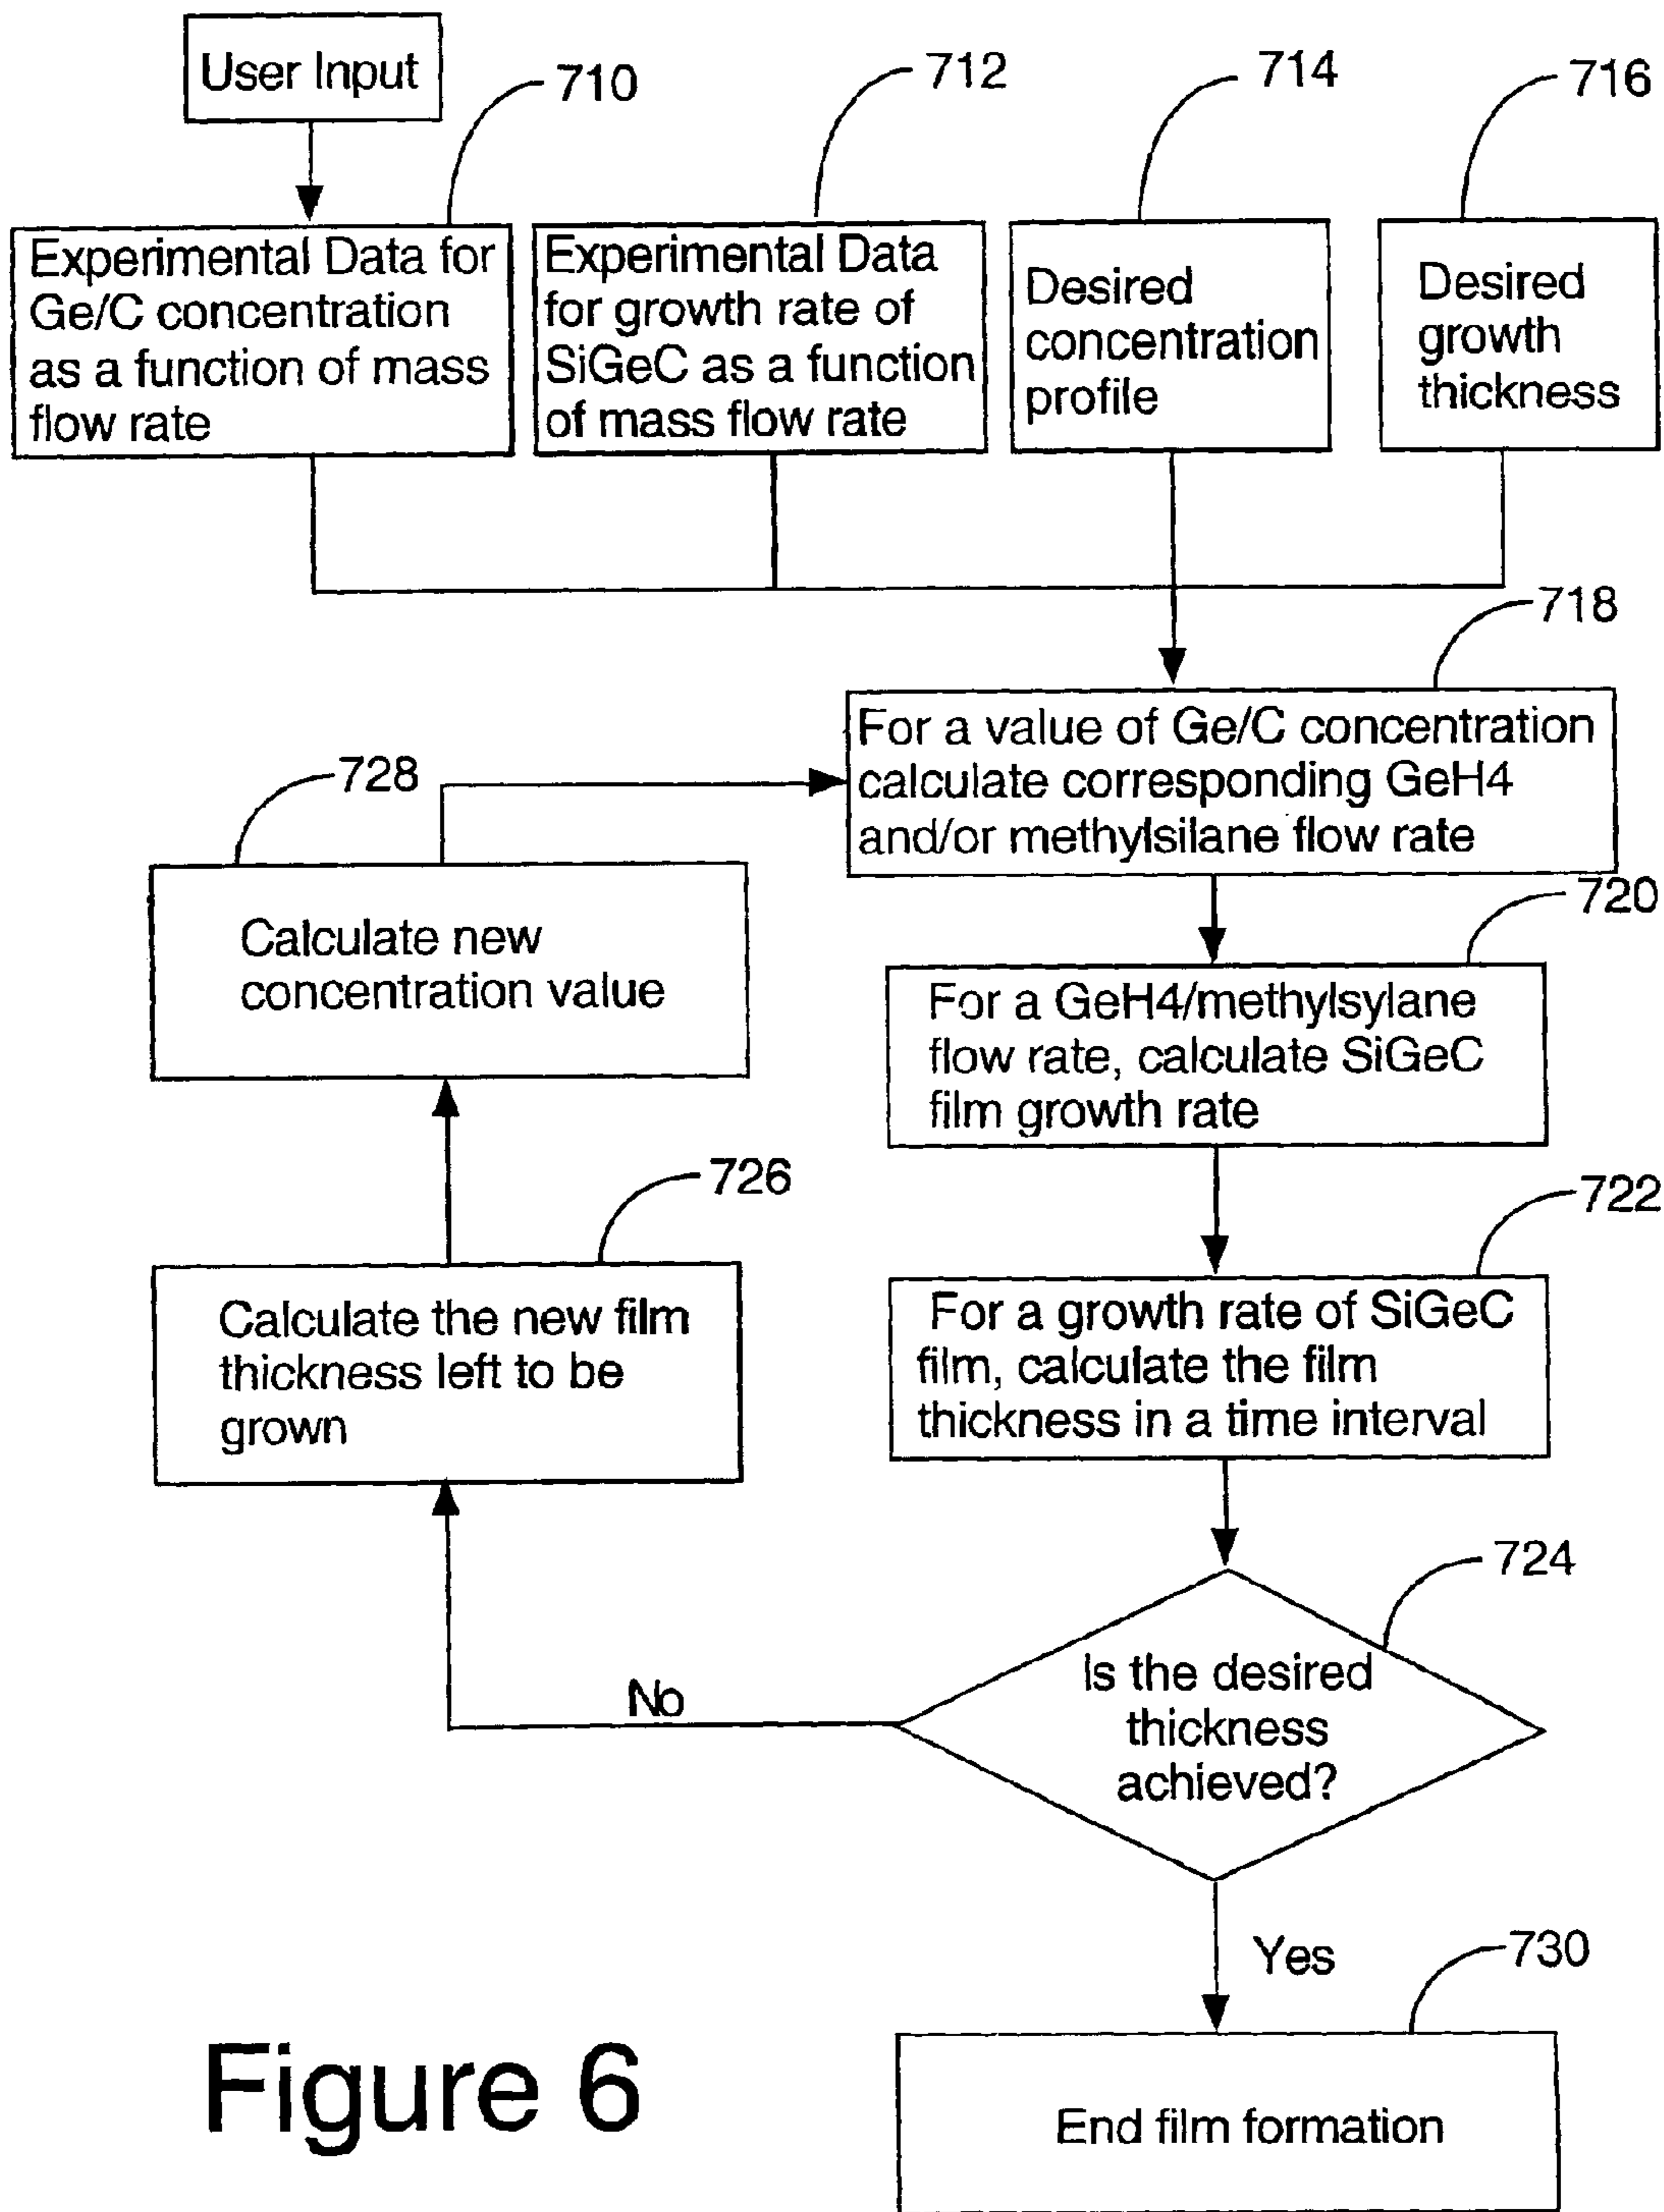 User Input
710
712
714
716
Experimental Data for
Ge/C concentration
as a function of mass
flow rate
Experimental Data
for growth rate of
SiGeC as a function
of mass flow rate
Desired
concentration
profile
Desired
growth
thickness
718
For a value of Ge/C concentration
calculate corresponding GeH4
and/or methylsilane flow rate
728
Calculate new
concentration value
720
For a GeH4/methylsylane
flow rate, calculate SiGeC
film growth rate
726
Calculate the new film
thickness left to be
grown
722
For a growth rate of SiGeC
film, calculate the film
thickness in a time interval
724
Is the desired
thickness
achieved?
No
Yes
730
End film formation
Figure 6